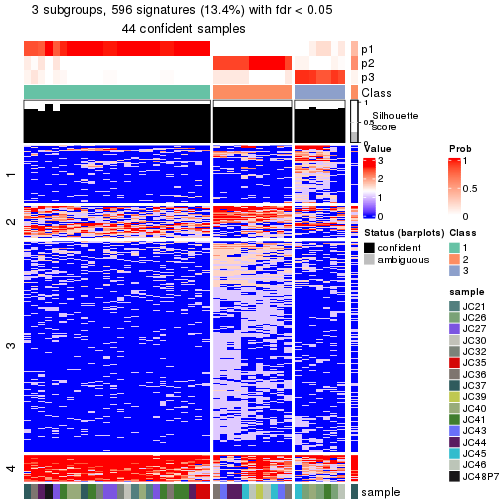 3 subgroups, 596 signatures (13.4%) with fdr < 0.05
44 confident samples
p1
p2
p3
Class
1
0.5
0
Silhouette
score
1
2
3
4
sample
Value
3
2
1
0
Prob
1
0.5
0
Status (barplots)
confident
ambiguous
Class
1
2
3
sample
JC21
JC26
JC27
JC30
JC32
JC35
JC36
JC37
JC39
JC40
JC41
JC43
JC44
JC45
JC46
JC48P7